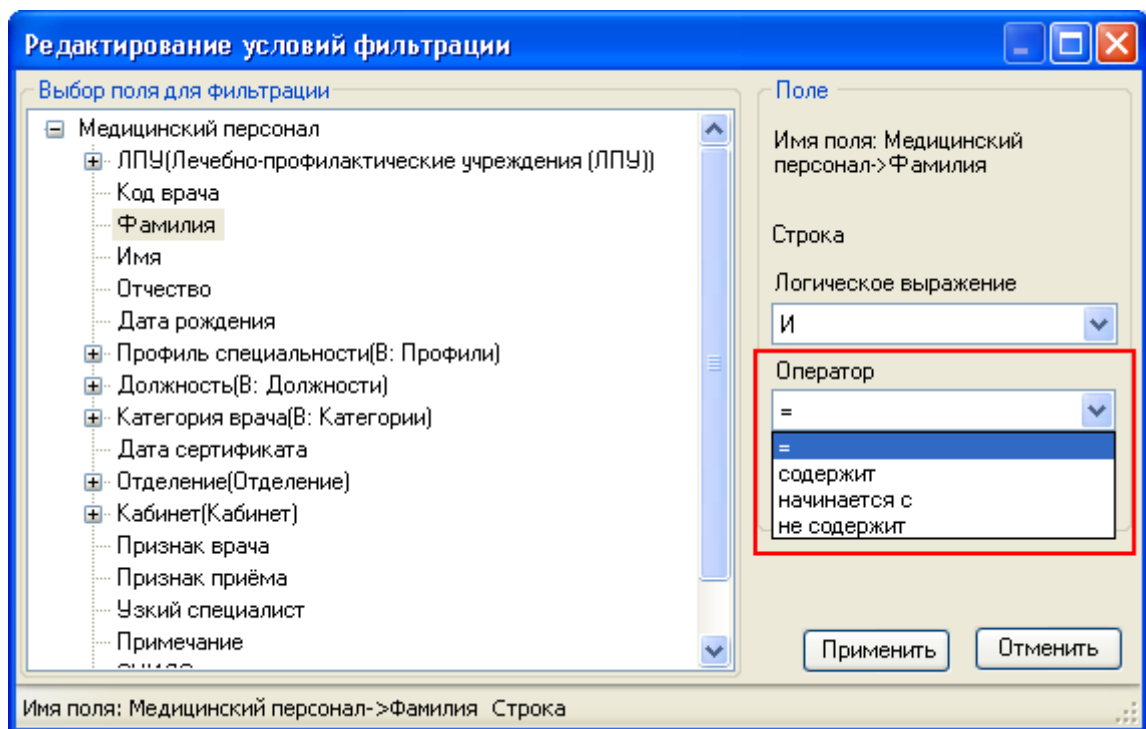 Редактирование условий фильтрации
Выбор поля для фильтрации
Медицинский персонал
ЛПУ(Лечебно-профилактические учреждения (ЛПУ))
Код врача
Фамилия
Имя
Отчество
Дата рождения
Профиль специальности(В: Профили)
Должность(В: Должности)
Категория врача(В: Категории)
Дата сертификата
Отделение(Отделение)
Кабинет(Кабинет)
Признак врача
Признак приёма
Узкий специалист
Примечание
Поле
Имя поля: Медицинский
персонал->Фамилия
Строка
Логическое выражение
И
Оператор
=
=
содержит
начинается с
не содержит
Применить
Отменить
Имя поля: Медицинский персонал->Фамилия Строка